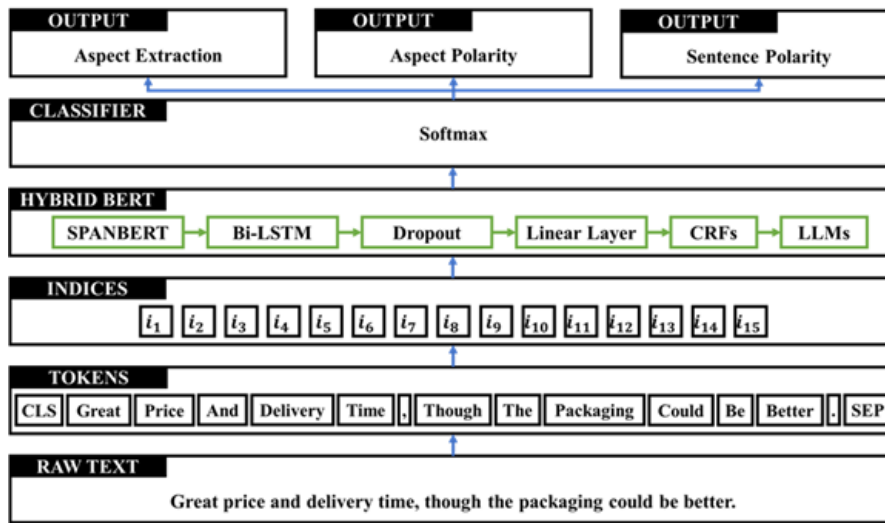 OUTPUT OUTPUT OUTPUT
Aspect Extraction Aspect Polarity Sentence Polarity
CLASSIFIER
Softmax
HYBRID BERT
SPANBERT Bi-LSTM Dropout Linear Layer CRFs LLMs
INDICES
i₁ i₂ i₃ i₄ i₅ i₆ i₇ i₈ i₉ i₁₀ i₁₁ i₁₂ i₁₃ i₁₄ i₁₅
TOKENS
CLS Great Price And Delivery Time , Though The Packaging Could Be Better . SEP
RAW TEXT
Great price and delivery time, though the packaging could be better.